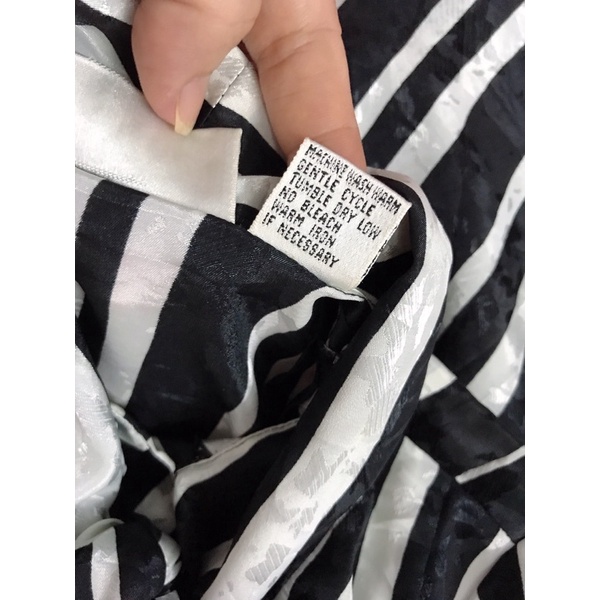 MACHINE WASH WARM
GENTLE CYCLE
TUMBLE DRY LOW
NO BLEACH
WARM IRON
IF NECESSARY